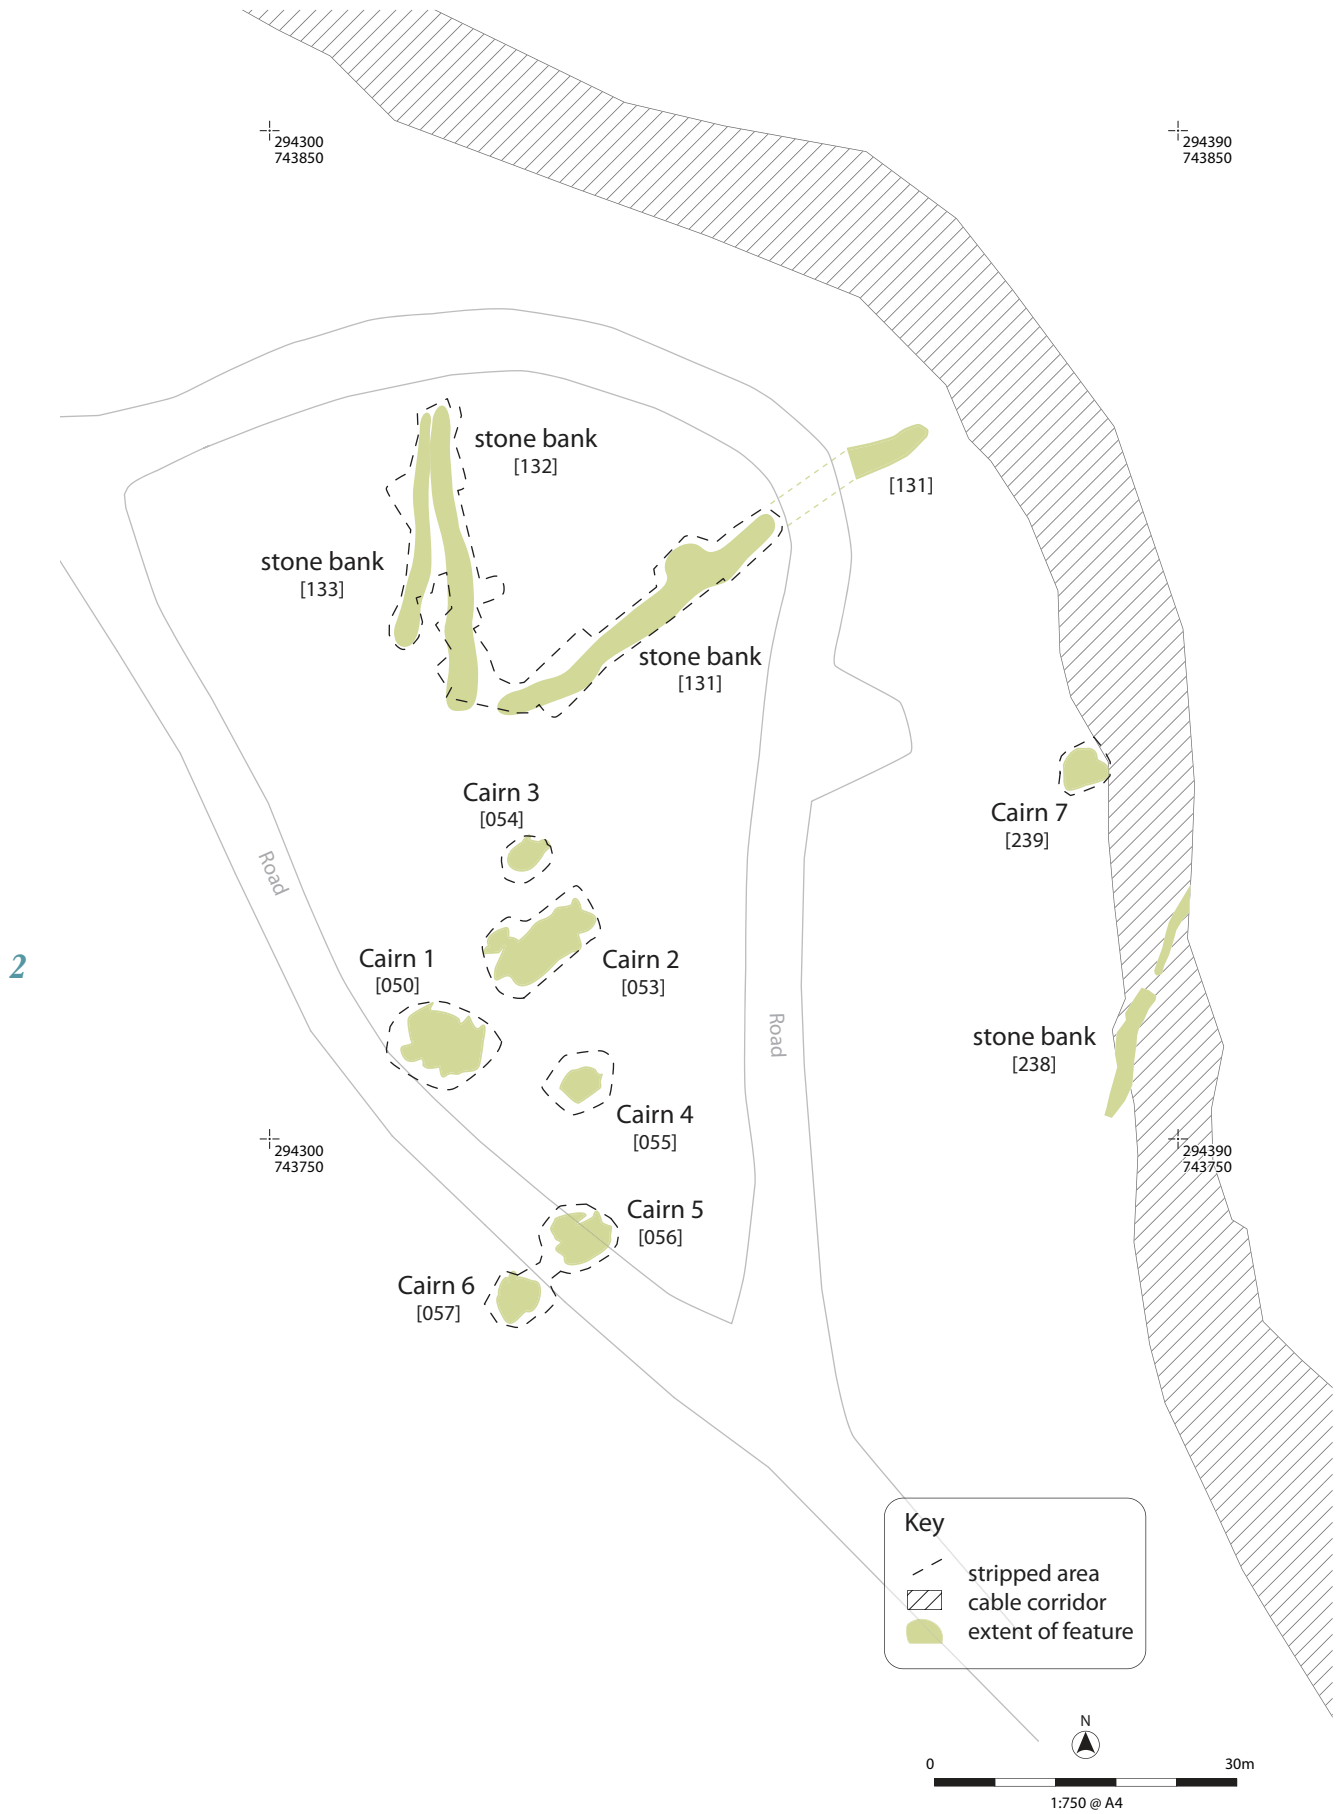 294300
743850
294390
743850
stone bank
[132]
[131]
stone bank
[133]
stone bank
[131]
Cairn 3
[054]
Cairn 7
[239]
Road
Cairn 1
[050]
Cairn 2
[053]
2
Road
stone bank
[238]
Cairn 4
[055]
294300
743750
294390
743750
Cairn 5
[056]
Cairn 6
[057]
Key
stripped area
cable corridor
extent of feature
N
0 30m
1:750 @ A4